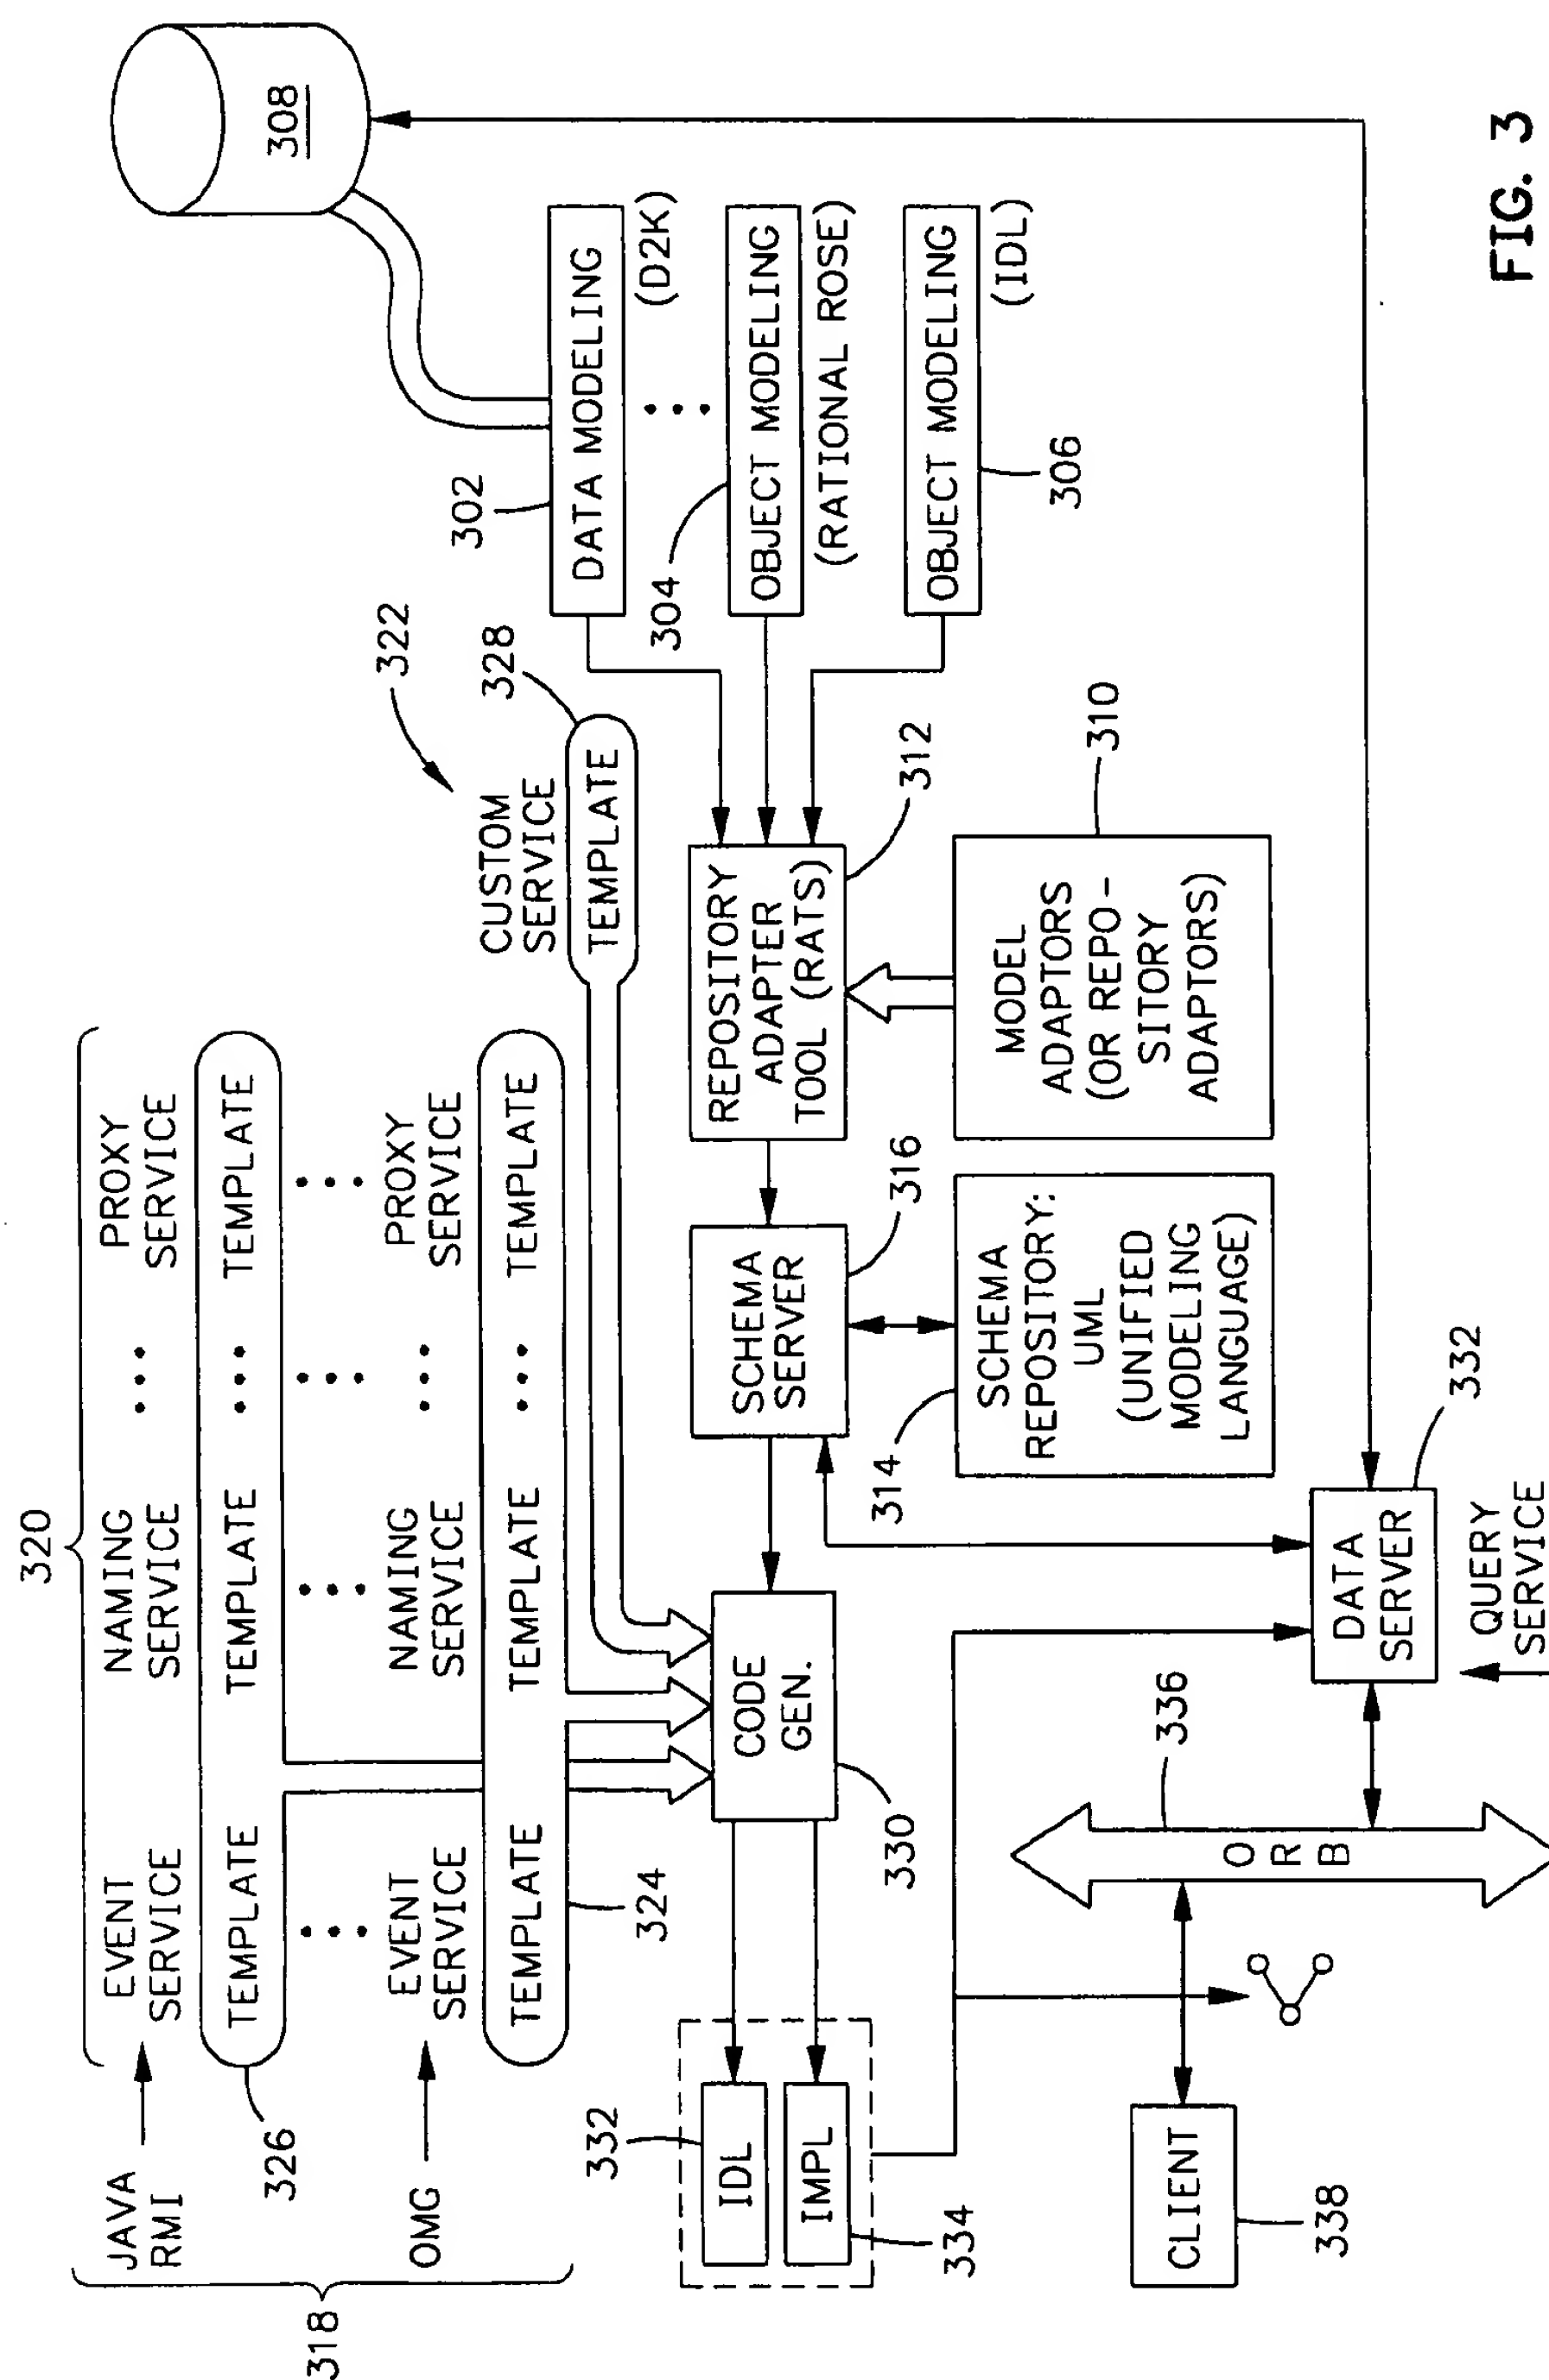 320
EVENT
SERVICE
NAMING
SERVICE
•••
PROXY
SERVICE
JAVA
RMI
TEMPLATE
TEMPLATE
•••
TEMPLATE
326
318
OMG
EVENT
SERVICE
NAMING
SERVICE
•••
PROXY
SERVICE
TEMPLATE
TEMPLATE
•••
TEMPLATE
324
322
CUSTOM
SERVICE
328
TEMPLATE
308
302
DATA MODELING
(D2K)
304
OBJECT MODELING
(RATIONAL ROSE)
OBJECT MODELING
(IDL)
306
332
IDL
IMPL
334
CODE
GEN.
330
SCHEMA
SERVER
316
REPOSITORY
ADAPTER
TOOL (RATS)
312
314
SCHEMA
REPOSITORY:
UML
(UNIFIED
MODELING
LANGUAGE)
310
MODEL
ADAPTORS
(OR REPO-
SITORY
ADAPTORS)
CLIENT
338
336
ORB
DATA
SERVER
332
QUERY
SERVICE
FIG. 3